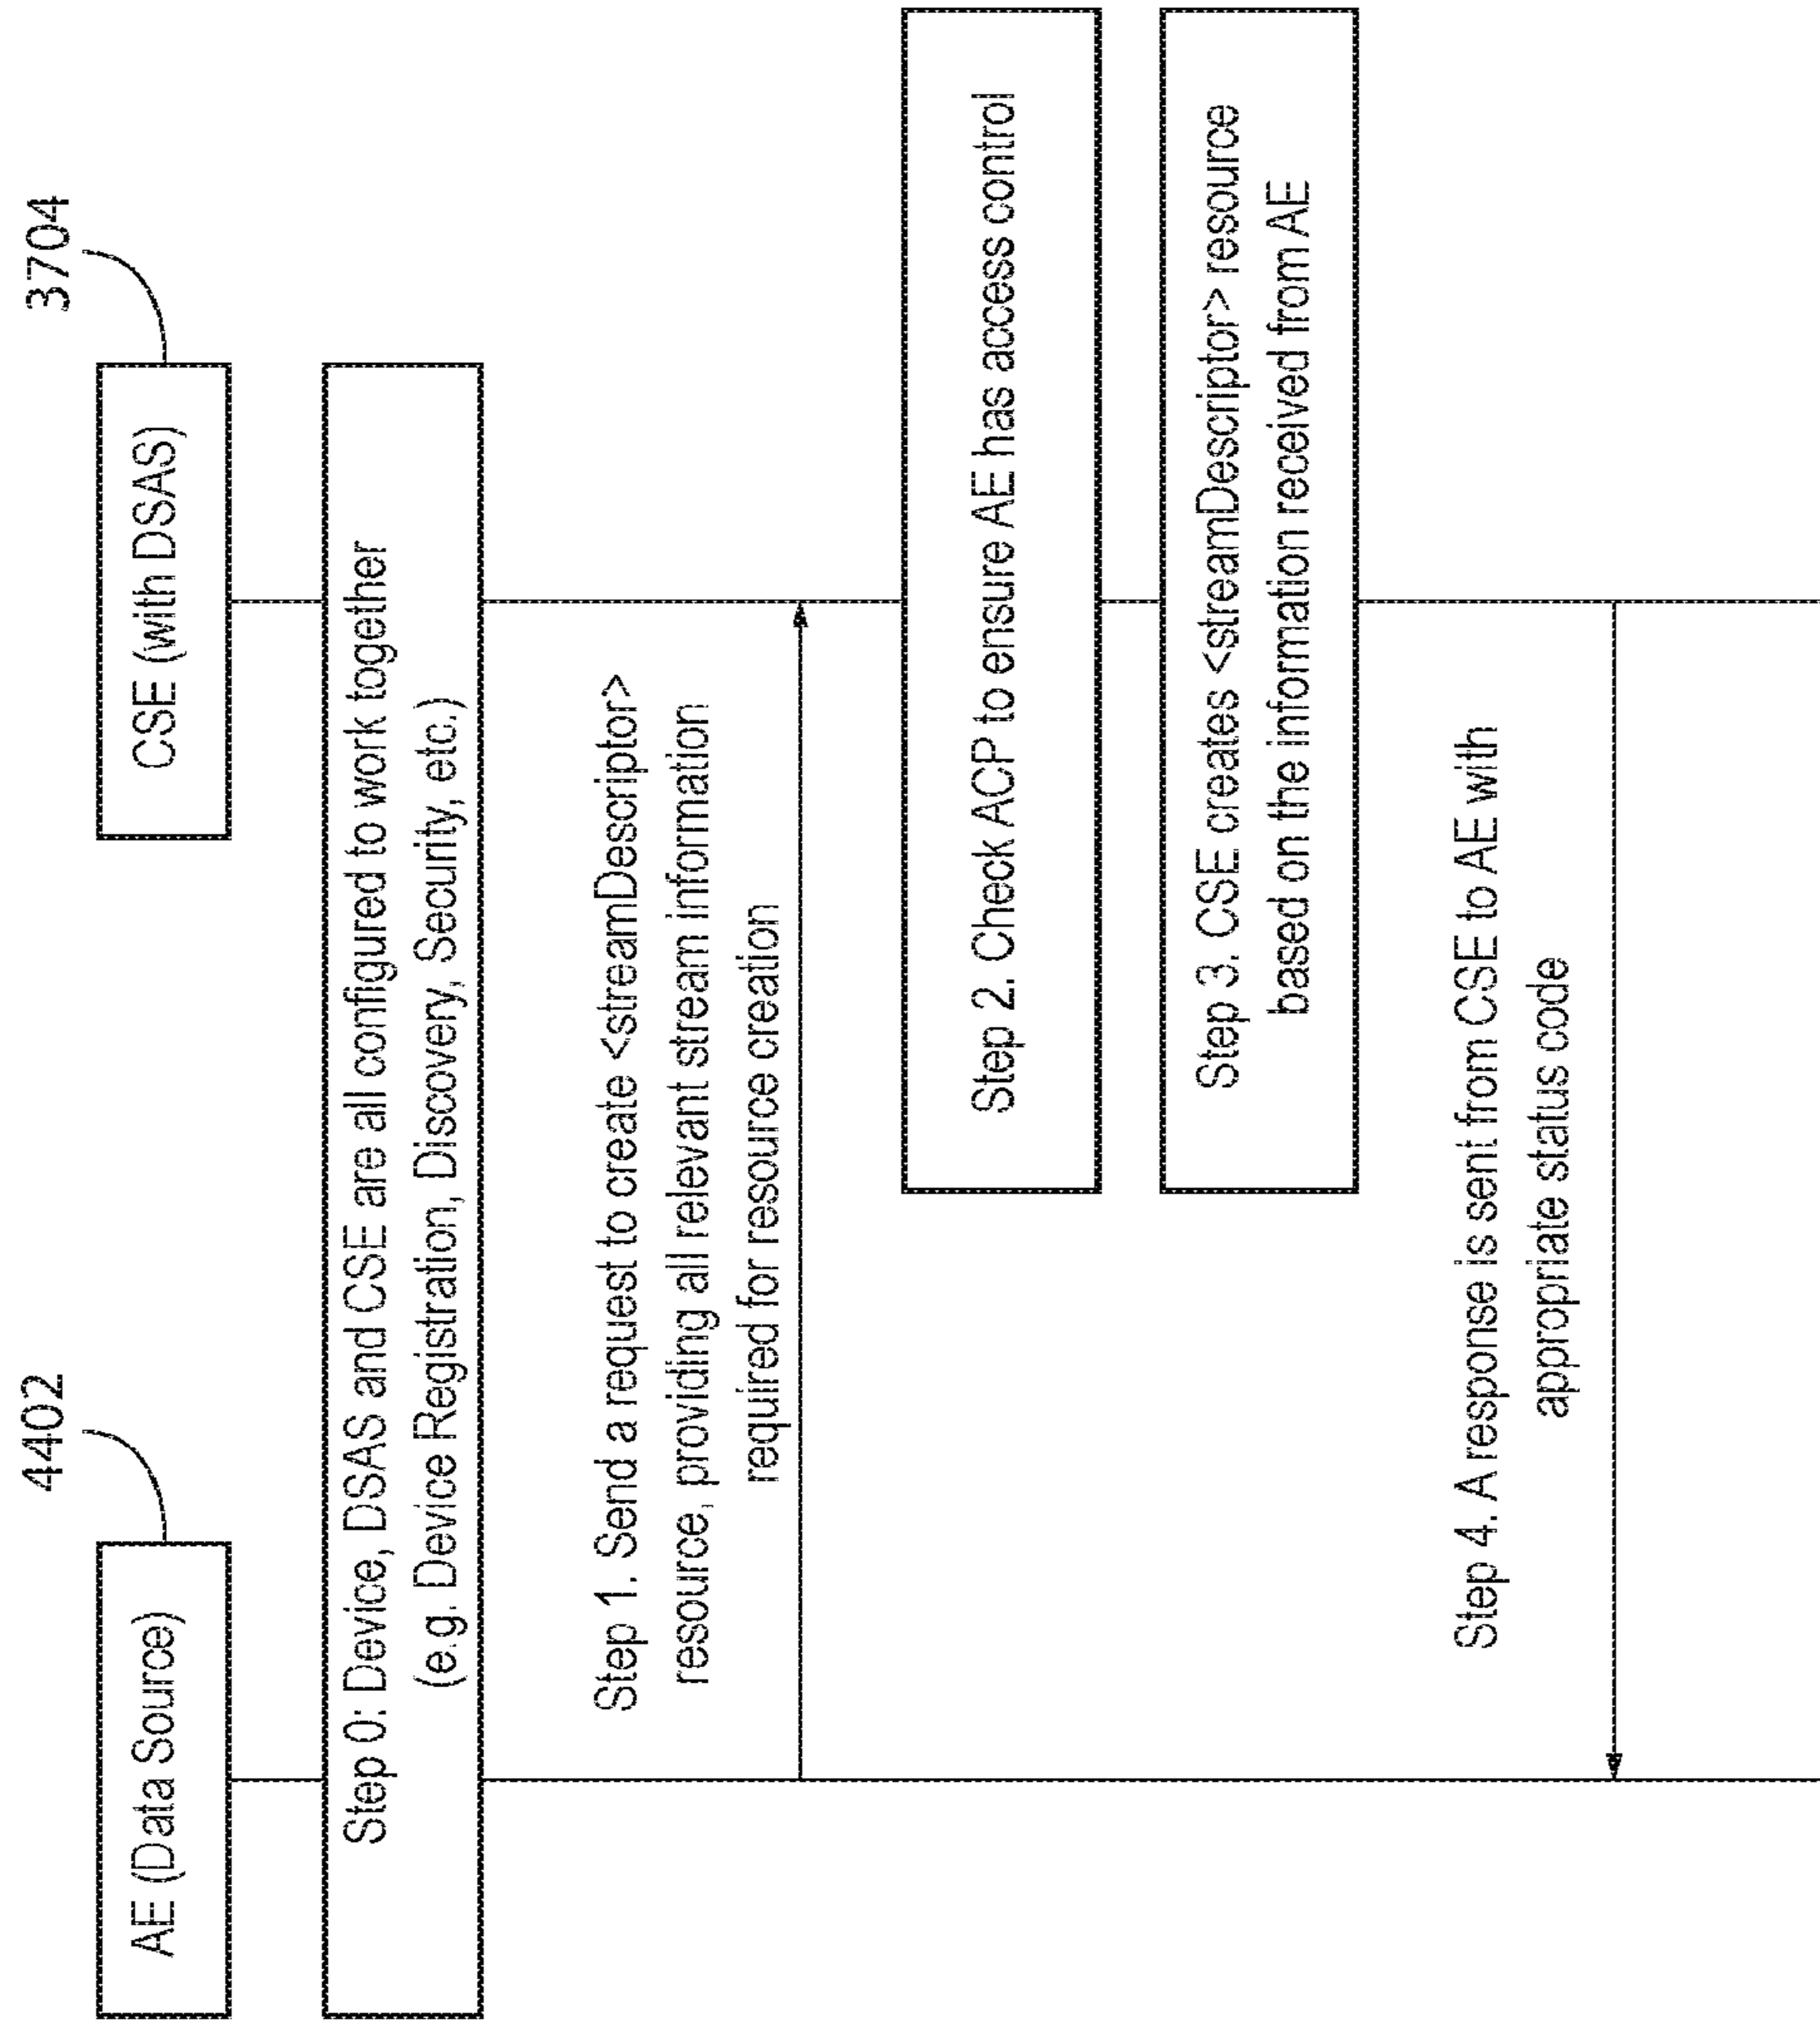 4402
3704
AE (Data Source)
CSE (with DSAS)
Step 0: Device, DSAS and CSE are all configured to work together
(e.g. Device Registration, Discovery, Security, etc.)
Step 1. Send a request to create <streamDescriptor>
resource, providing all relevant stream information
required for resource creation
Step 2. Check ACP to ensure AE has access control
Step 3. CSE creates <streamDescriptor> resource
based on the information received from AE
Step 4. A response is sent from CSE to AE with
appropriate status code